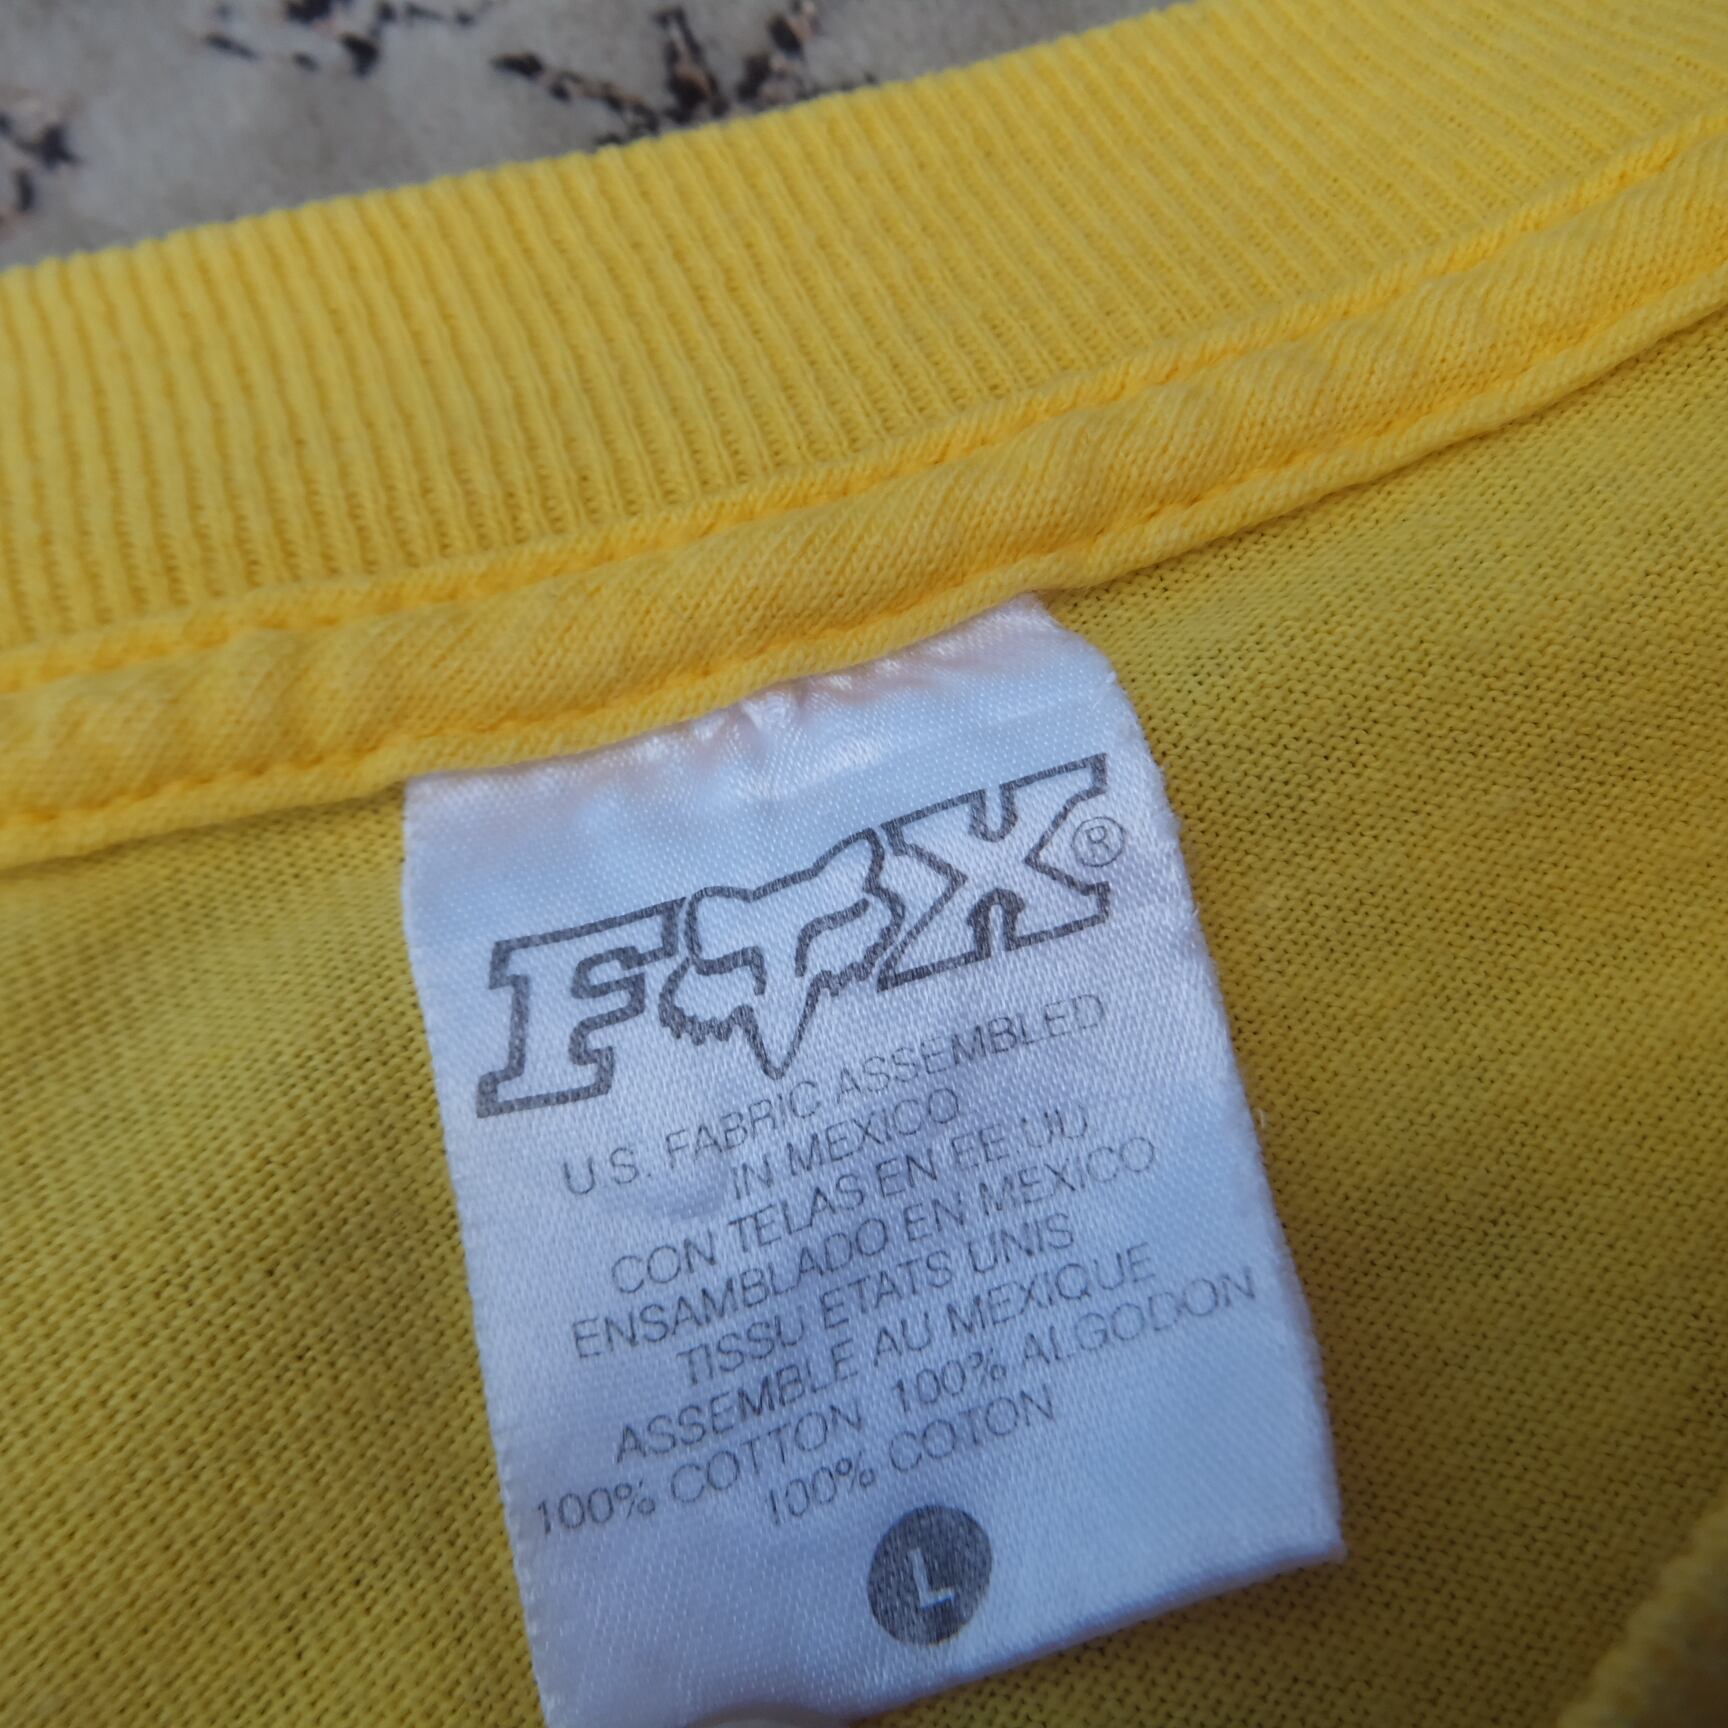 FOX®
U.S. FABRIC ASSEMBLED
IN MEXICO
CON TELAS EN EE UU
ENSAMBLADO EN MEXICO
TISSU ETATS UNIS
ASSEMBLE AU MEXIQUE
100% COTTON 100% ALGODON
100% COTON
L